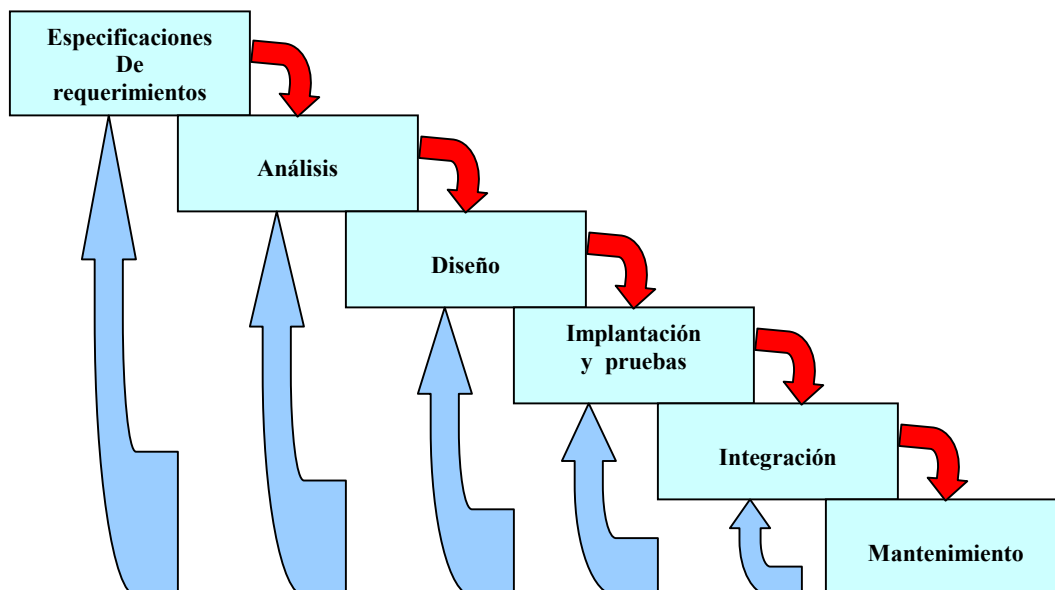 Especificaciones
De
requerimientos
Análisis
Diseño
Implantación
y pruebas
Integración
Mantenimiento